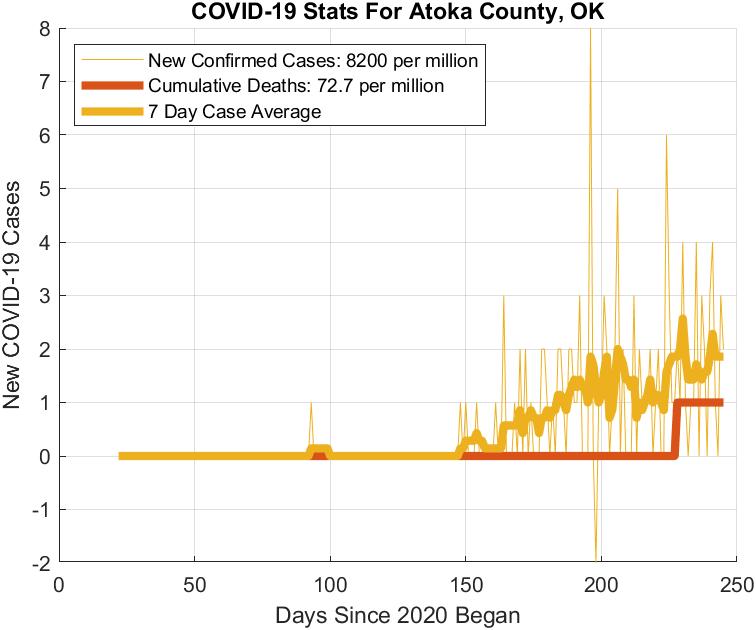 COVID-19 Stats For Atoka County, OK
New Confirmed Cases: 8200 per million
Cumulative Deaths: 72.7 per million
7 Day Case Average
New COVID-19 Cases
8
7
6
5
4
3
2
1
0
-1
-2
0 50 100 150 200 250
Days Since 2020 Began